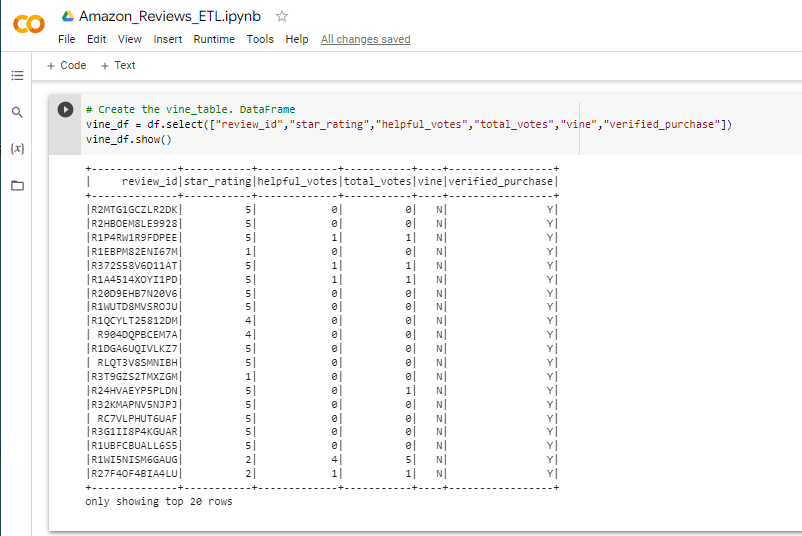 Amazon_Reviews_ETL.ipynb
File Edit View Insert Runtime Tools Help All changes saved
+ Code + Text
{x}
# Create the vine_table. DataFrame
vine_df = df.select(["review_id","star_rating","helpful_votes","total_votes","vine","verified_purchase"])
vine_df.show()
+--------------+-----------+-------------+-----------+----+-----------------+
|     review_id|star_rating|helpful_votes|total_votes|vine|verified_purchase|
+--------------+-----------+-------------+-----------+----+-----------------+
|R2MTG1GCZLR2DK|          5|            0|          0|   N|                Y|
|R2HBOEM8LE9928|          5|            0|          0|   N|                Y|
|R1P4RW1R9FDPEE|          5|            1|          1|   N|                Y|
|R1EBPM82ENI67M|          1|            0|          0|   N|                Y|
|R372S58V6D11AT|          5|            1|          1|   N|                Y|
|R1A4514XOYI1PD|          5|            1|          1|   N|                Y|
|R20D9EHB7N20V6|          5|            0|          0|   N|                Y|
|R1WUTD8MVSROJU|          5|            0|          0|   N|                Y|
|R1QCYLT25812DM|          4|            0|          0|   N|                Y|
| R904DQPBCEM7A|          4|            0|          0|   N|                Y|
|R1DGA6UQIVLKZ7|          5|            0|          0|   N|                Y|
| RLQT3V8SMNIBH|          5|            0|          0|   N|                Y|
|R3T9GZS2TMXZGM|          1|            0|          0|   N|                Y|
|R24HVAEYP5PLDN|          5|            0|          1|   N|                Y|
|R32KMAPNV5NJPJ|          5|            0|          0|   N|                Y|
| RC7VLPHUT6UAF|          5|            0|          0|   N|                Y|
|R3G1II8P4KGUAR|          5|            0|          0|   N|                Y|
|R1UBFCBUALL6S5|          5|            0|          0|   N|                Y|
|R1WI5NISM6GAUG|          2|            4|          5|   N|                Y|
|R27F4OF4BIA4LU|          2|            1|          1|   N|                Y|
+--------------+-----------+-------------+-----------+----+-----------------+
only showing top 20 rows